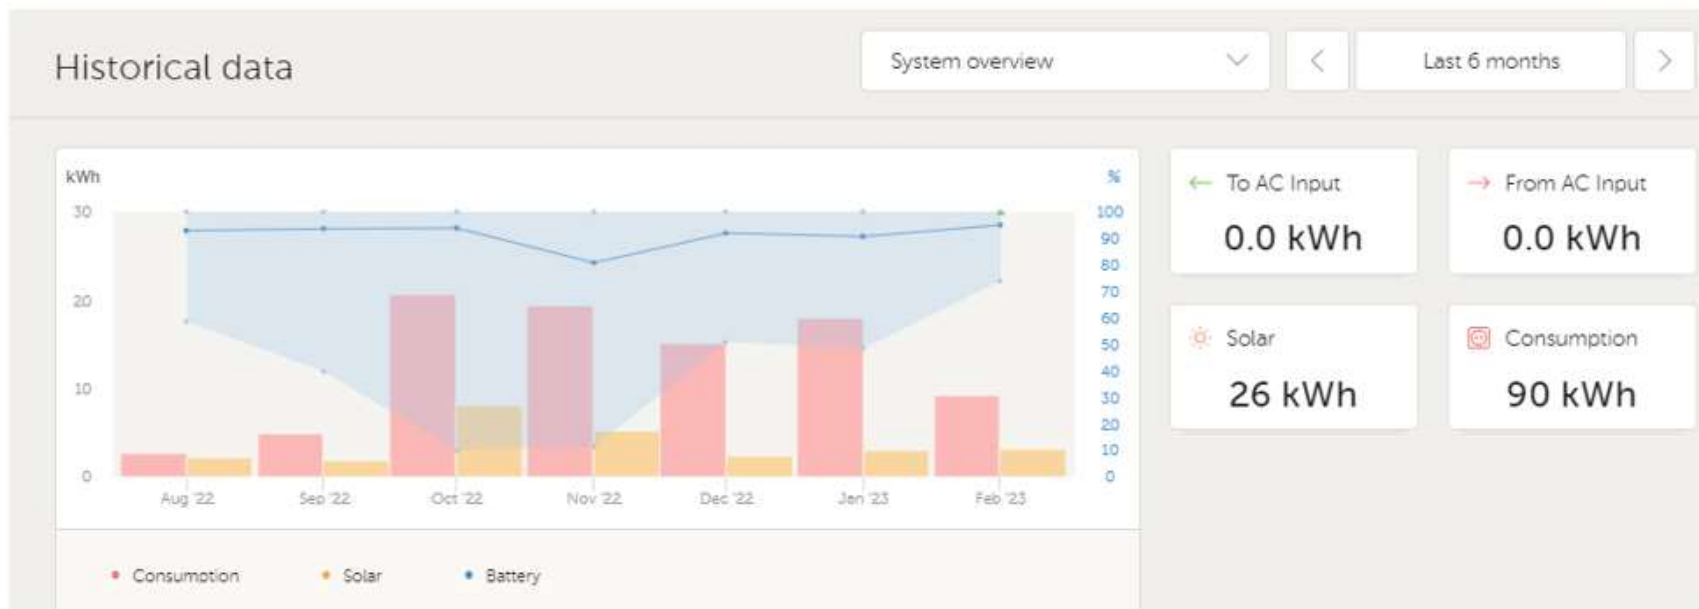 Historical data
System overview
Last 6 months
kWh
%
30
20
10
0
100
90
80
70
60
50
40
30
20
10
0
Aug '22
Sep '22
Oct '22
Nov '22
Dec '22
Jan '23
Feb '23
Consumption
Solar
Battery
To AC Input
0.0 kWh
From AC Input
0.0 kWh
Solar
26 kWh
Consumption
90 kWh